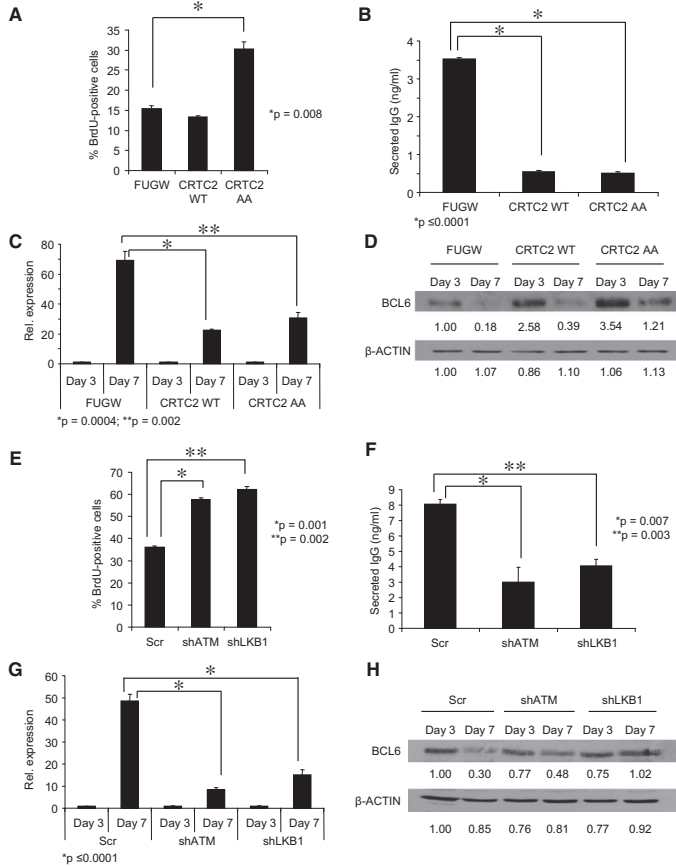 A
% BrdU-positive cells
35
30
25
20
15
10
5
0
*
*p = 0.008
FUGW
CRTC2 WT
CRTC2 AA
B
Secreted IgG (ng/ml)
4
3
2
1
0
*
*
FUGW
CRTC2 WT
CRTC2 AA
*p ≤0.0001
C
Rel. expression
80
60
40
20
0
**
*
Day 3 Day 7 Day 3 Day 7 Day 3 Day 7
FUGW CRTC2 WT CRTC2 AA
*p = 0.0004; **p = 0.002
D
FUGW CRTC2 WT CRTC2 AA
Day 3 Day 7 Day 3 Day 7 Day 3 Day 7
BCL6
1.00 0.18 2.58 0.39 3.54 1.21
β-ACTIN
1.00 1.07 0.86 1.10 1.06 1.13
E
% BrdU-positive cells
70
60
50
40
30
20
10
0
**
*
*p = 0.001
**p = 0.002
Scr shATM shLKB1
F
Secreted IgG (ng/ml)
9
8
7
6
5
4
3
2
1
0
**
*
*p = 0.007
**p = 0.003
Scr shATM shLKB1
G
Rel. expression
60
50
40
30
20
10
0
*
*
Day 3 Day 7 Day 3 Day 7 Day 3 Day 7
Scr shATM shLKB1
*p ≤0.0001
H
Scr shATM shLKB1
Day 3 Day 7 Day 3 Day 7 Day 3 Day 7
BCL6
1.00 0.30 0.77 0.48 0.75 1.02
β-ACTIN
1.00 0.85 0.76 0.81 0.77 0.92